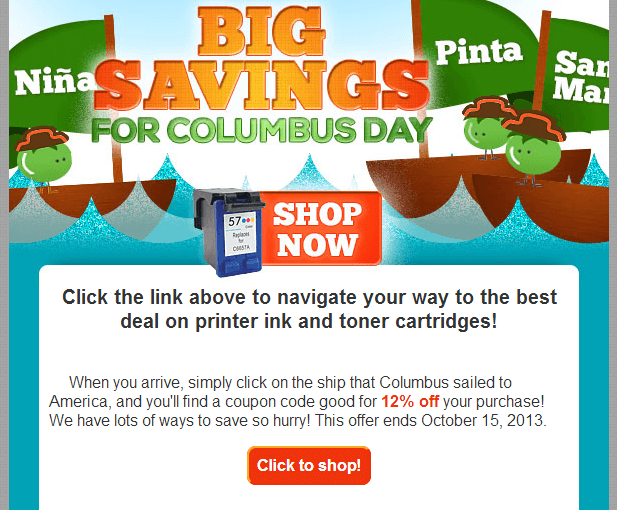 BIG
SAVINGS
FOR COLUMBUS DAY
Niña
Pinta
San
Mar
57
Color
Replaces
for
C6657A
SHOP
NOW
Click the link above to navigate your way to the best
deal on printer ink and toner cartridges!
When you arrive, simply click on the ship that Columbus sailed to
America, and you'll find a coupon code good for 12% off your purchase!
We have lots of ways to save so hurry! This offer ends October 15, 2013.
Click to shop!